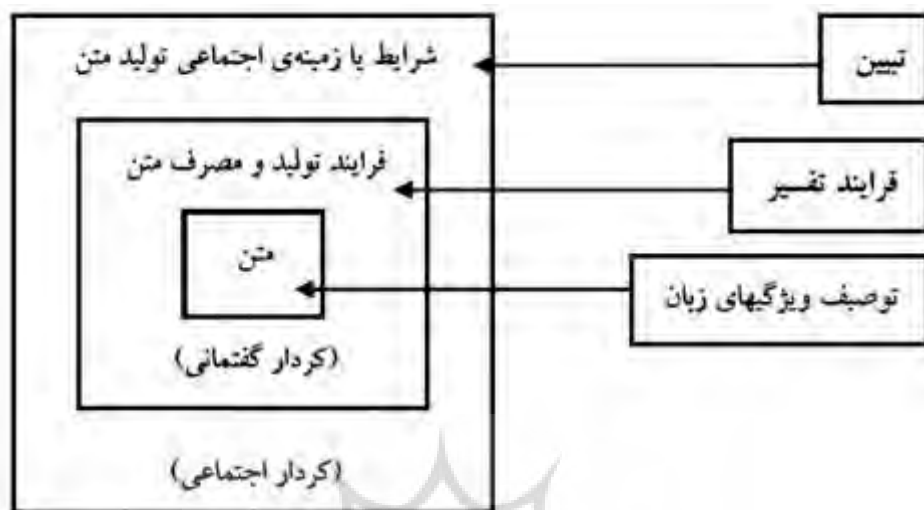 شرایط یا زمینه‌ی اجتماعی تولید متن
تبیین
فرایند تولید و مصرف متن
فرایند تفسیر
متن
توصیف ویژگیهای زبان
(کردار گفتمانی)
(کردار اجتماعی)